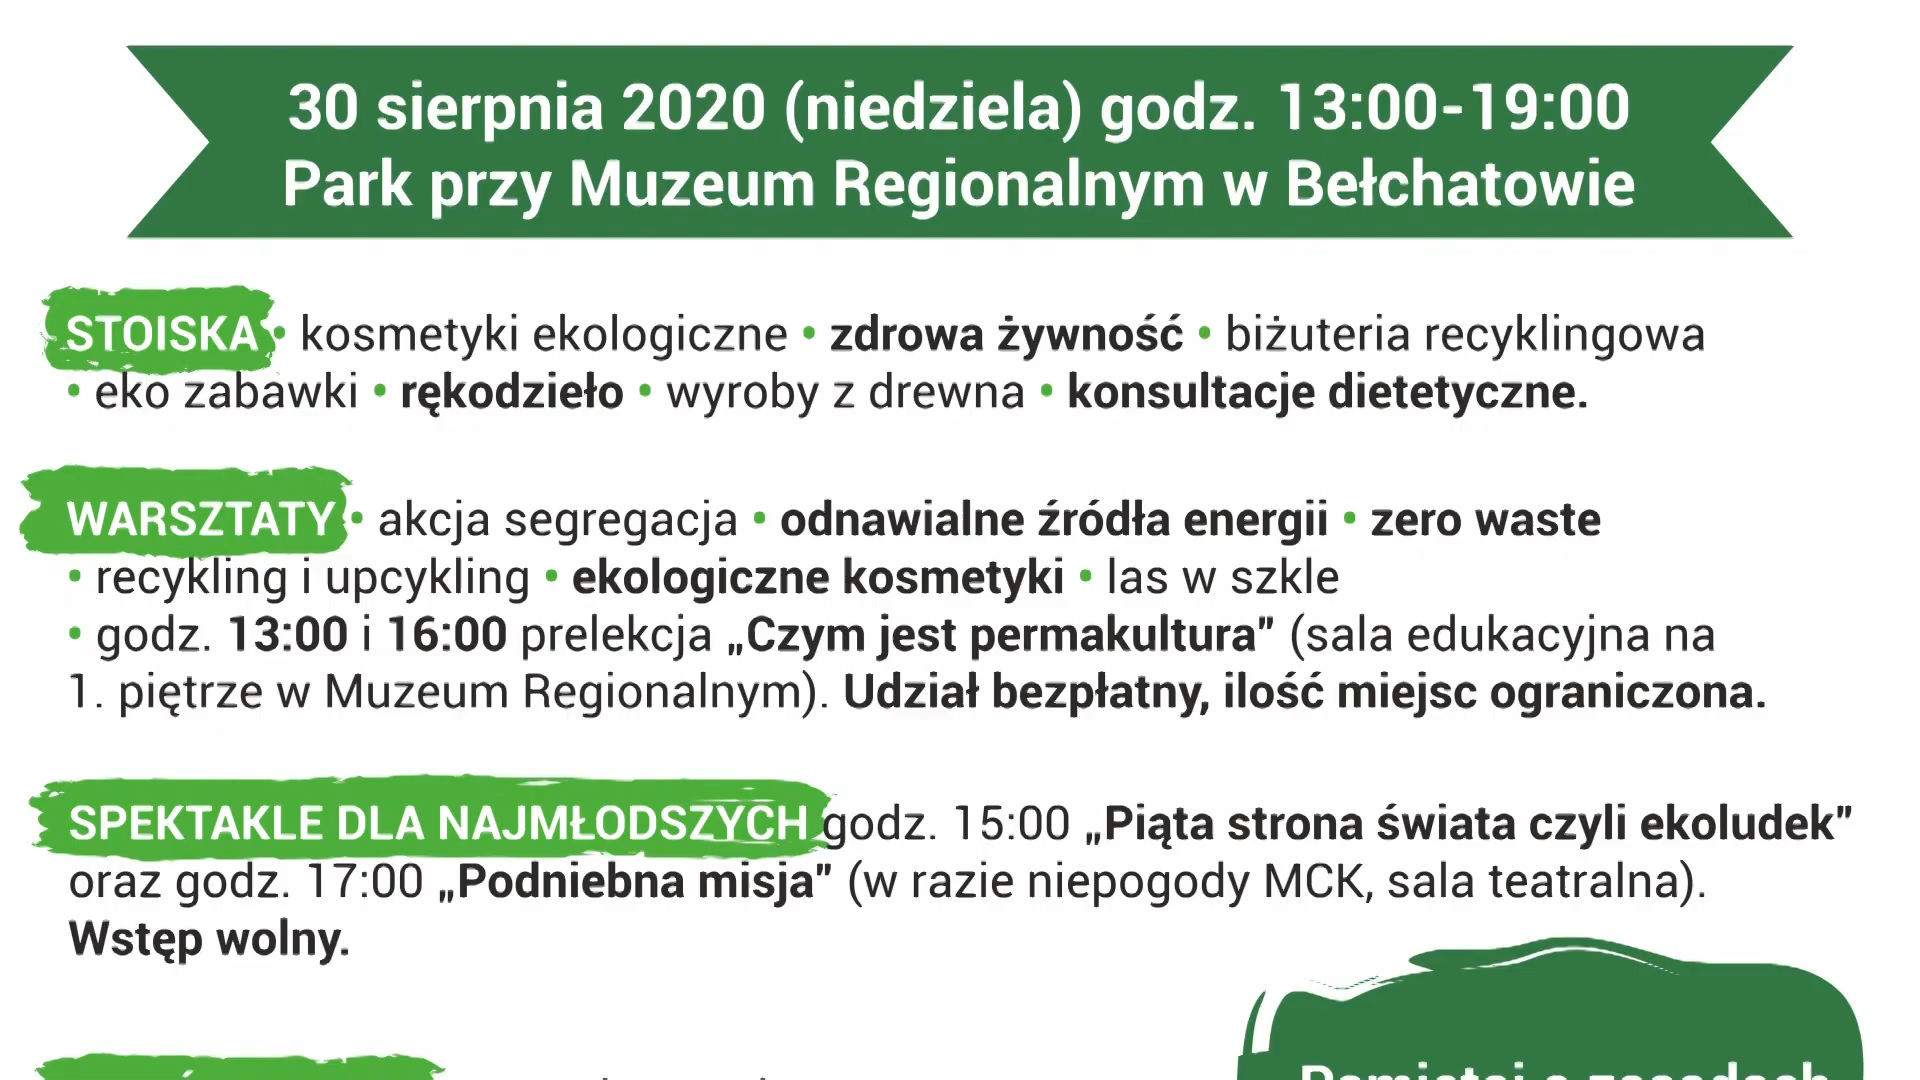 30 sierpnia 2020 (niedziela) godz. 13:00-19:00
Park przy Muzeum Regionalnym w Bełchatowie
STOISKA • kosmetyki ekologiczne • zdrowa żywność • biżuteria recyklingowa
• eko zabawki • rękodzieło • wyroby z drewna • konsultacje dietetyczne.
WARSZTATY • akcja segregacja • odnawialne źródła energii • zero waste
• recykling i upcykling • ekologiczne kosmetyki • las w szkle
• godz. 13:00 i 16:00 prelekcja „Czym jest permakultura” (sala edukacyjna na
1. piętrze w Muzeum Regionalnym). Udział bezpłatny, ilość miejsc ograniczona.
SPEKTAKLE DLA NAJMŁODSZYCH godz. 15:00 „Piąta strona świata czyli ekoludek”
oraz godz. 17:00 „Podniebna misja” (w razie niepogody MCK, sala teatralna).
Wstęp wolny.
Pamiętaj o zasadach